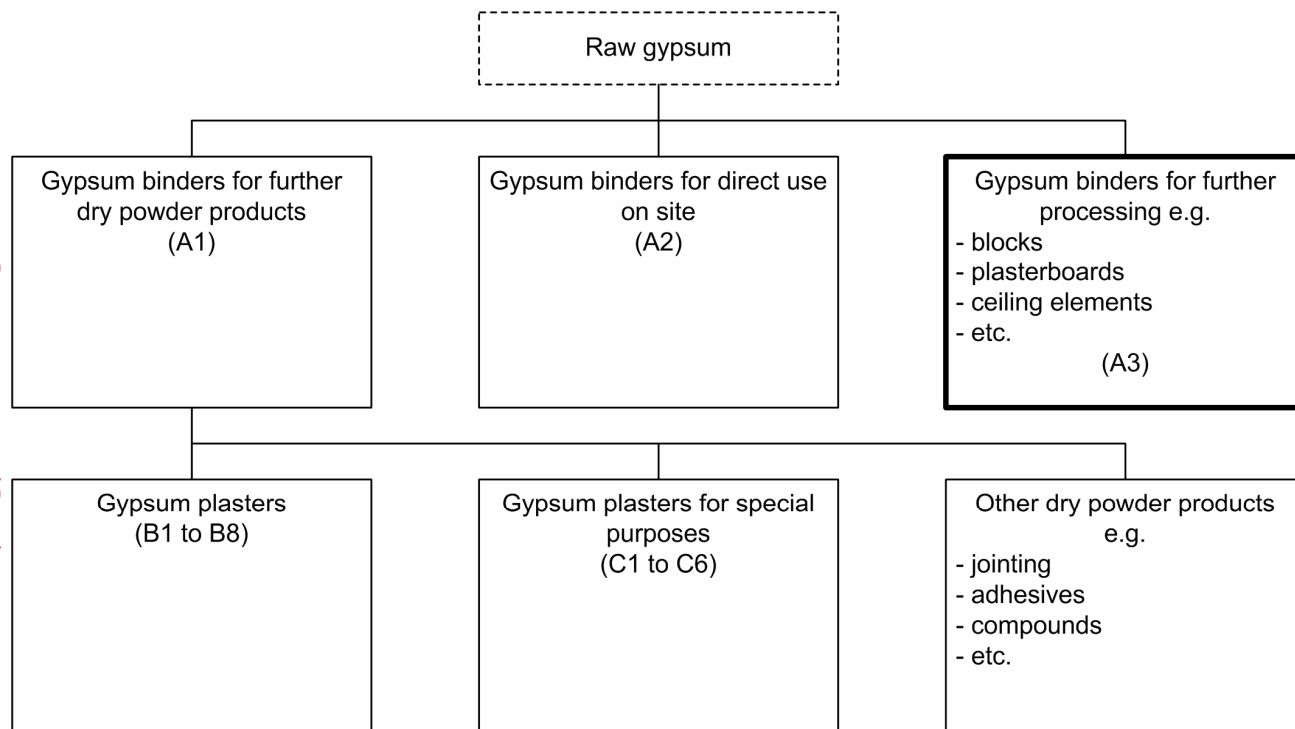 Raw gypsum
Gypsum binders for further
dry powder products
(A1)
Gypsum binders for direct use
on site
(A2)
Gypsum binders for further
processing e.g.
- blocks
- plasterboards
- ceiling elements
- etc.
(A3)
Gypsum plasters
(B1 to B8)
Gypsum plasters for special
purposes
(C1 to C6)
Other dry powder products
e.g.
- jointing
- adhesives
- compounds
- etc.